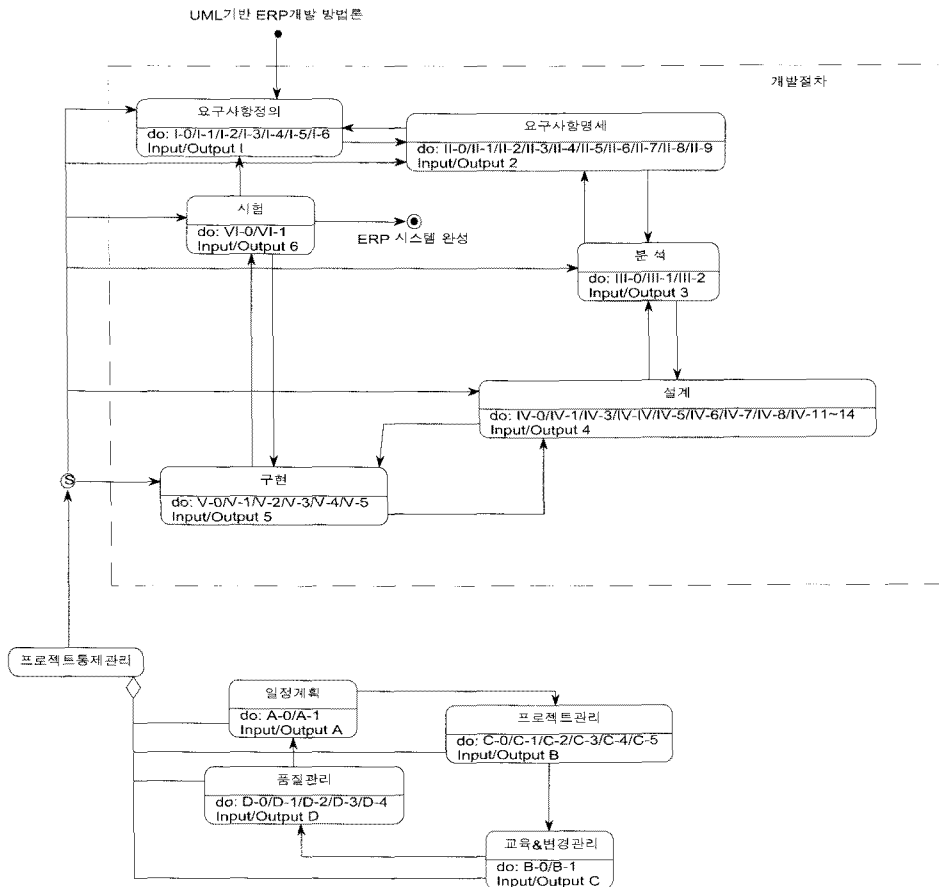 UML기반 ERP개발 방법론
개발절차
요구사항정의
do: I-0/I-1/I-2/I-3/I-4/I-5/I-6
Input/Output I
요구사항명세
do: II-0/II-1/II-2/II-3/II-4/II-5/II-6/II-7/II-8/II-9
Input/Output 2
시험
do: VI-0/VI-1
Input/Output 6
ERP 시스템 완성
분 석
do: III-0/III-1/III-2
Input/Output 3
설계
do: IV-0/IV-1/IV-3/IV-IV/IV-5/IV-6/IV-7/IV-8/IV-11~14
Input/Output 4
S
구현
do: V-0/V-1/V-2/V-3/V-4/V-5
Input/Output 5
프로젝트통제관리
일정계획
do: A-0/A-1
Input/Output A
프로젝트관리
do: C-0/C-1/C-2/C-3/C-4/C-5
Input/Output B
품질관리
do: D-0/D-1/D-2/D-3/D-4
Input/Output D
교육&변경관리
do: B-0/B-1
Input/Output C